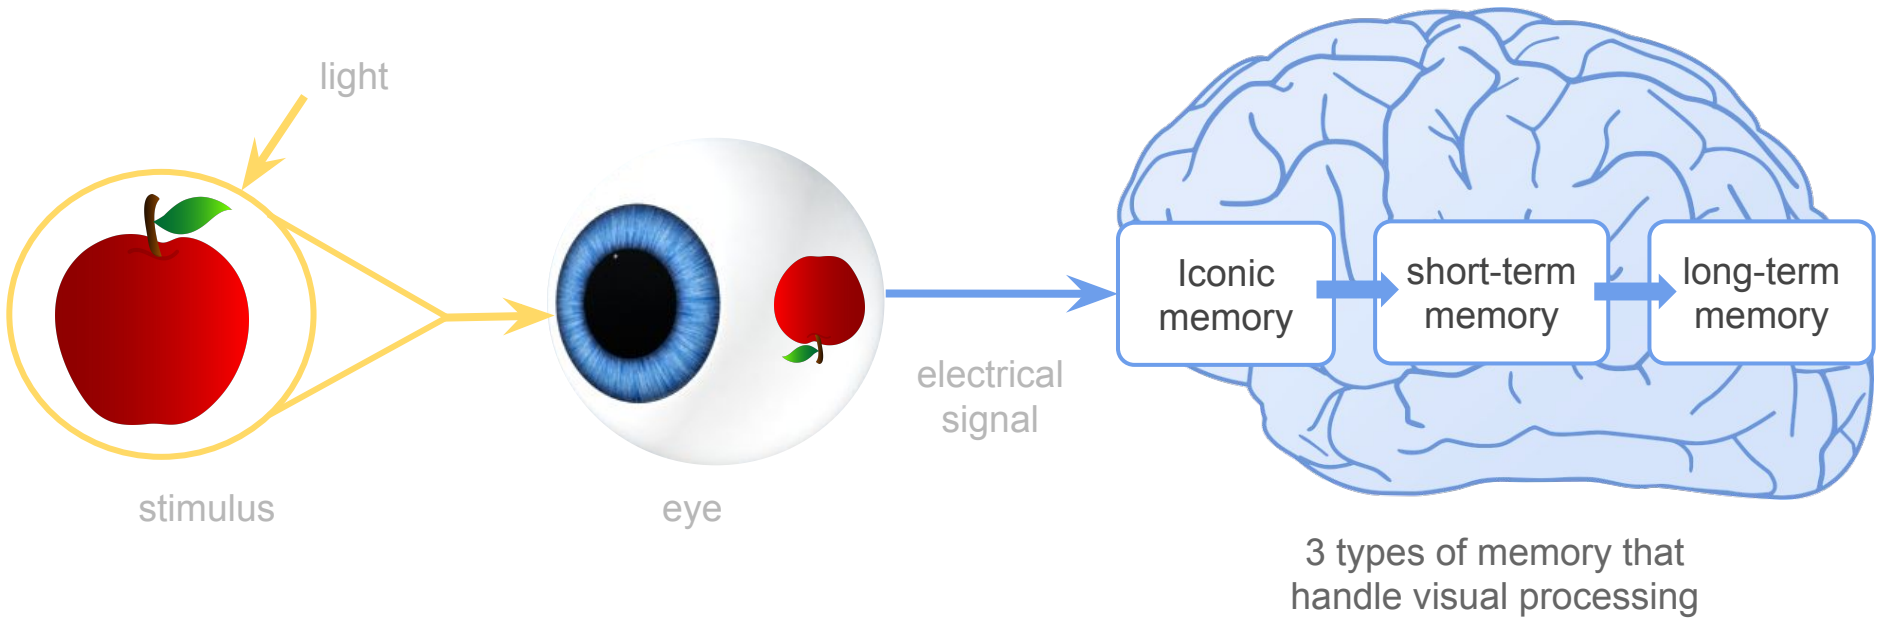 light
stimulus
eye
electrical
signal
Iconic
memory
short-term
memory
long-term
memory
3 types of memory that
handle visual processing